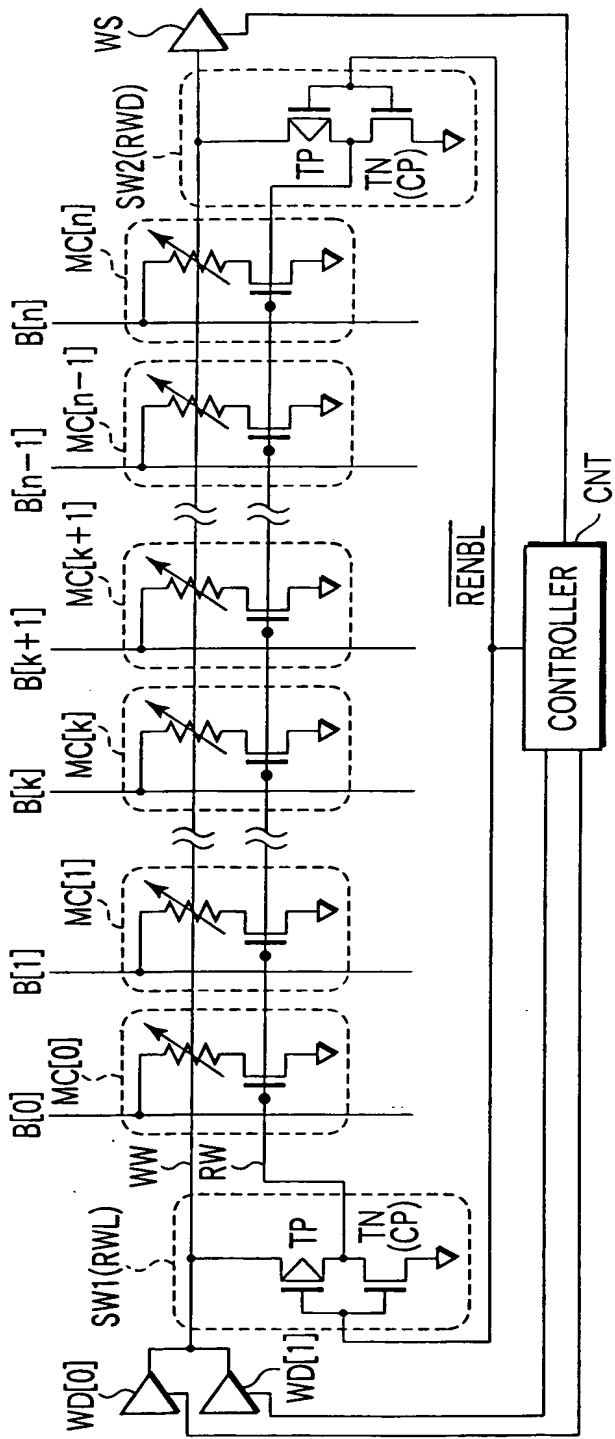 WD[0]
WD[1]
SW1(RWL)
TP
TN
(CP)
WW
RW
B[0]
MC[0]
B[1]
MC[1]
B[k]
MC[k]
B[k+1]
MC[k+1]
B[n-1]
MC[n-1]
B[n]
MC[n]
SW2(RWD)
TP
TN
(CP)
WS
RENBL
CONTROLLER
CNT